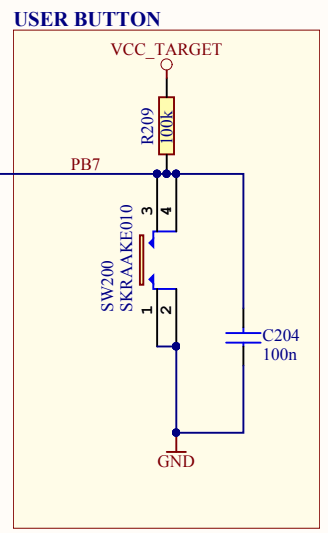 USER BUTTON
VCC_TARGET
R209
100k
PB7
3
4
SW200
SKRAAKE010
1
2
C204
100n
GND